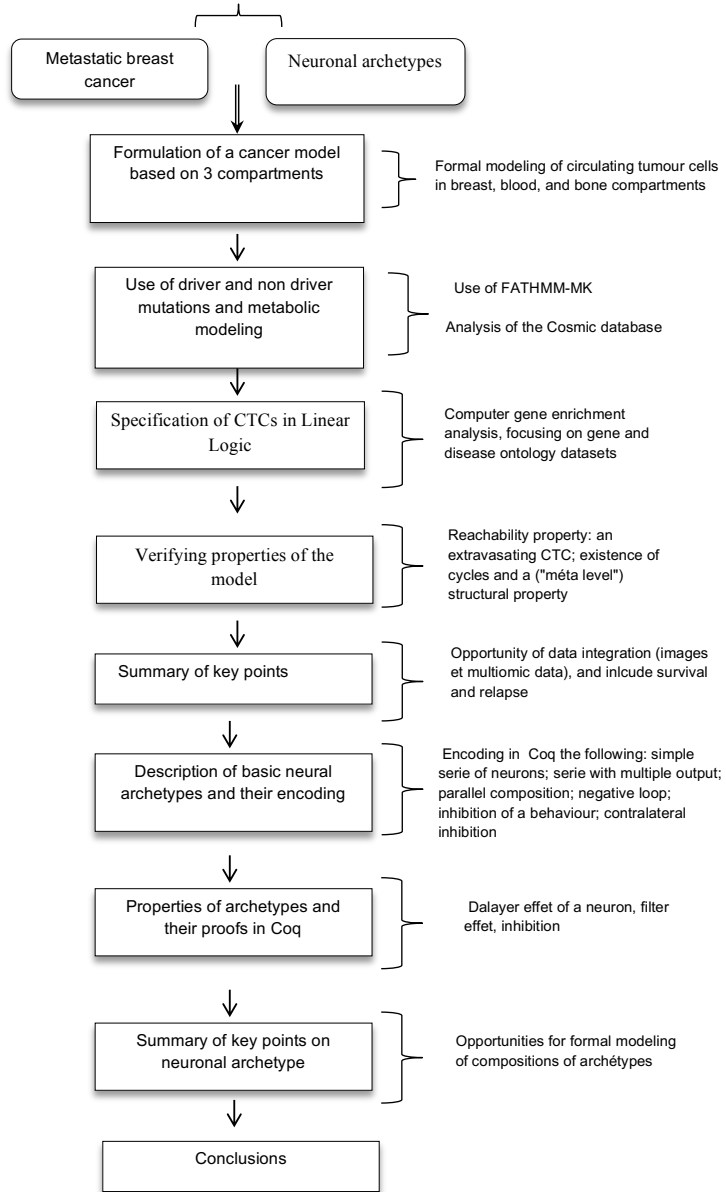 Metastatic breast
cancer
Neuronal archetypes
Formulation of a cancer model
based on 3 compartments
Formal modeling of circulating tumour cells
in breast, blood, and bone compartments
Use of driver and non driver
mutations and metabolic
modeling
Use of FATHMM-MK
Analysis of the Cosmic database
Specification of CTCs in Linear
Logic
Computer gene enrichment
analysis, focusing on gene and
disease ontology datasets
Verifying properties of the
model
Reachability property: an
extravasating CTC; existence of
cycles and a ("méta level")
structural property
Summary of key points
Opportunity of data integration (images
et multiomic data), and inlcude survival
and relapse
Description of basic neural
archetypes and their encoding
Encoding in Coq the following: simple
serie of neurons; serie with multiple output;
parallel composition; negative loop;
inhibition of a behaviour; contralateral
inhibition
Properties of archetypes and
their proofs in Coq
Dalayer effet of a neuron, filter
effet, inhibition
Summary of key points on
neuronal archetype
Opportunities for formal modeling
of compositions of archétypes
Conclusions